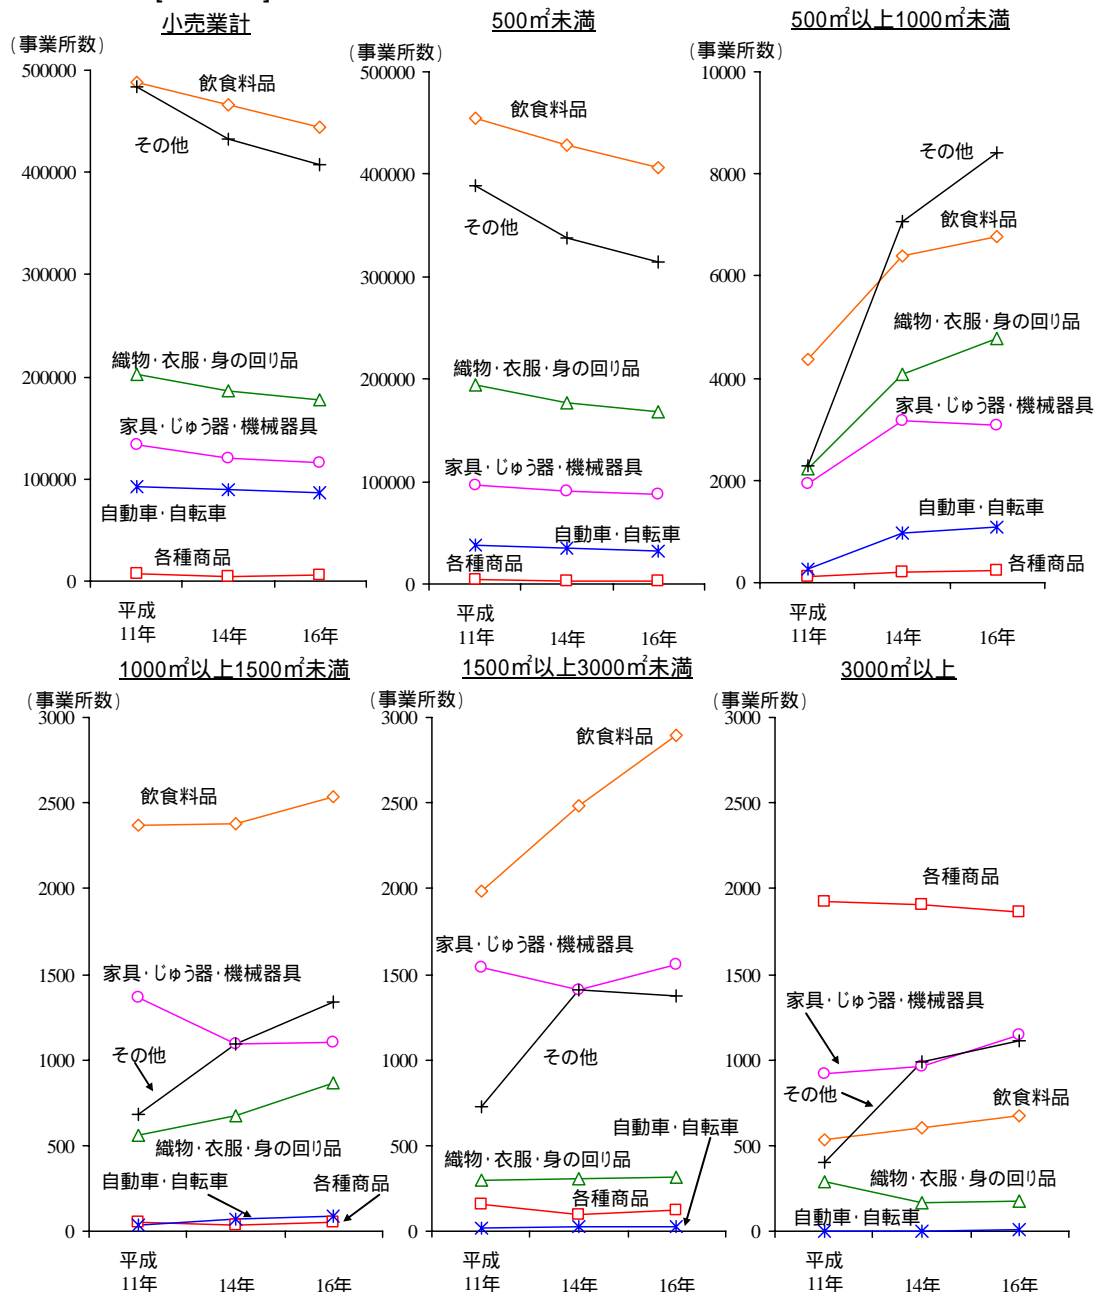 小売業計
(事業所数)
500000
400000
300000
200000
100000
0
飲食料品
その他
織物・衣服・身の回り品
家具・じゅう器・機械器具
自動車・自転車
各種商品
平成
11年
14年
16年
500㎡未満
(事業所数)
500000
400000
300000
200000
100000
0
飲食料品
その他
織物・衣服・身の回り品
家具・じゅう器・機械器具
自動車・自転車
各種商品
平成
11年
14年
16年
500㎡以上1000㎡未満
(事業所数)
10000
8000
6000
4000
2000
0
その他
飲食料品
織物・衣服・身の回り品
家具・じゅう器・機械器具
自動車・自転車
各種商品
平成
11年
14年
16年
1000㎡以上1500㎡未満
(事業所数)
3000
2500
2000
1500
1000
500
0
飲食料品
家具・じゅう器・機械器具
その他
織物・衣服・身の回り品
自動車・自転車
各種商品
平成
11年
14年
16年
1500㎡以上3000㎡未満
(事業所数)
3000
2500
2000
1500
1000
500
0
飲食料品
家具・じゅう器・機械器具
その他
自動車・自転車
織物・衣服・身の回り品
各種商品
平成
11年
14年
16年
3000㎡以上
(事業所数)
3000
2500
2000
1500
1000
500
0
各種商品
家具・じゅう器・機械器具
その他
飲食料品
織物・衣服・身の回り品
自動車・自転車
平成
11年
14年
16年